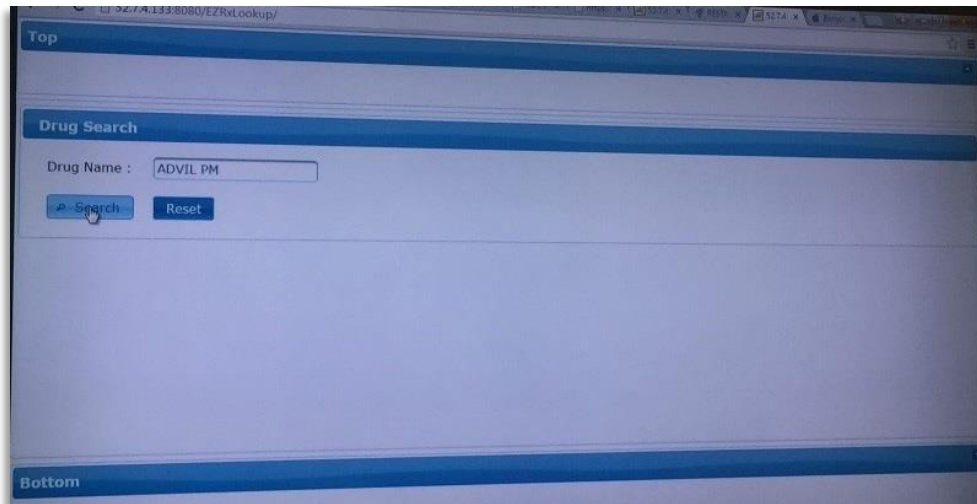 52.7.4.133:8080/EZRxLookup/
Top
Drug Search
Drug Name :
ADVIL PM
Search
Reset
Bottom